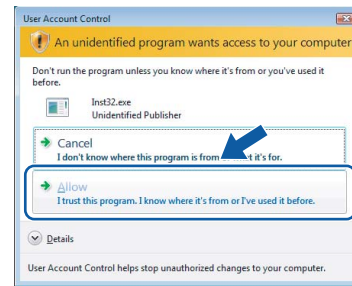 User Account Control
An unidentified program wants access to your computer
Don't run the program unless you know where it's from or you've used it
before.
Inst32.exe
Unidentified Publisher
Cancel
I don't know where this program is from it's for.
Allow
I trust this program. I know where it's from or I've used it before.
Details
User Account Control helps stop unauthorized changes to your computer.